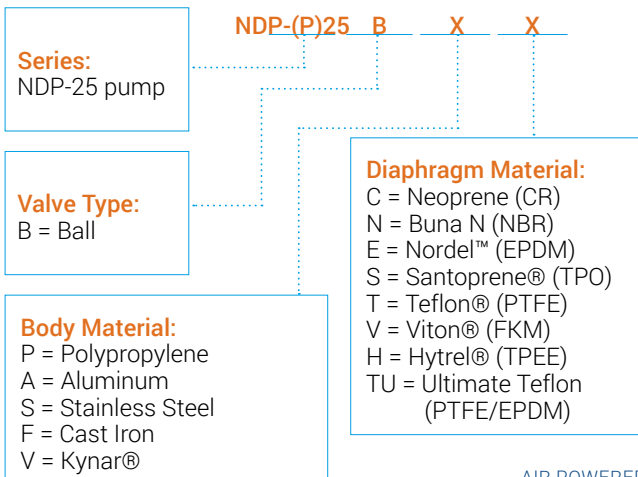 NDP-(P)25 B X X
Series:
NDP-25 pump
Valve Type:
B = Ball
Body Material:
P = Polypropylene
A = Aluminum
S = Stainless Steel
F = Cast Iron
V = Kynar®
Diaphragm Material:
C = Neoprene (CR)
N = Buna N (NBR)
E = Nordel™ (EPDM)
S = Santoprene® (TPO)
T = Teflon® (PTFE)
V = Viton® (FKM)
H = Hytrel® (TPEE)
TU = Ultimate Teflon
(PTFE/EPDM)
AIR POWERED